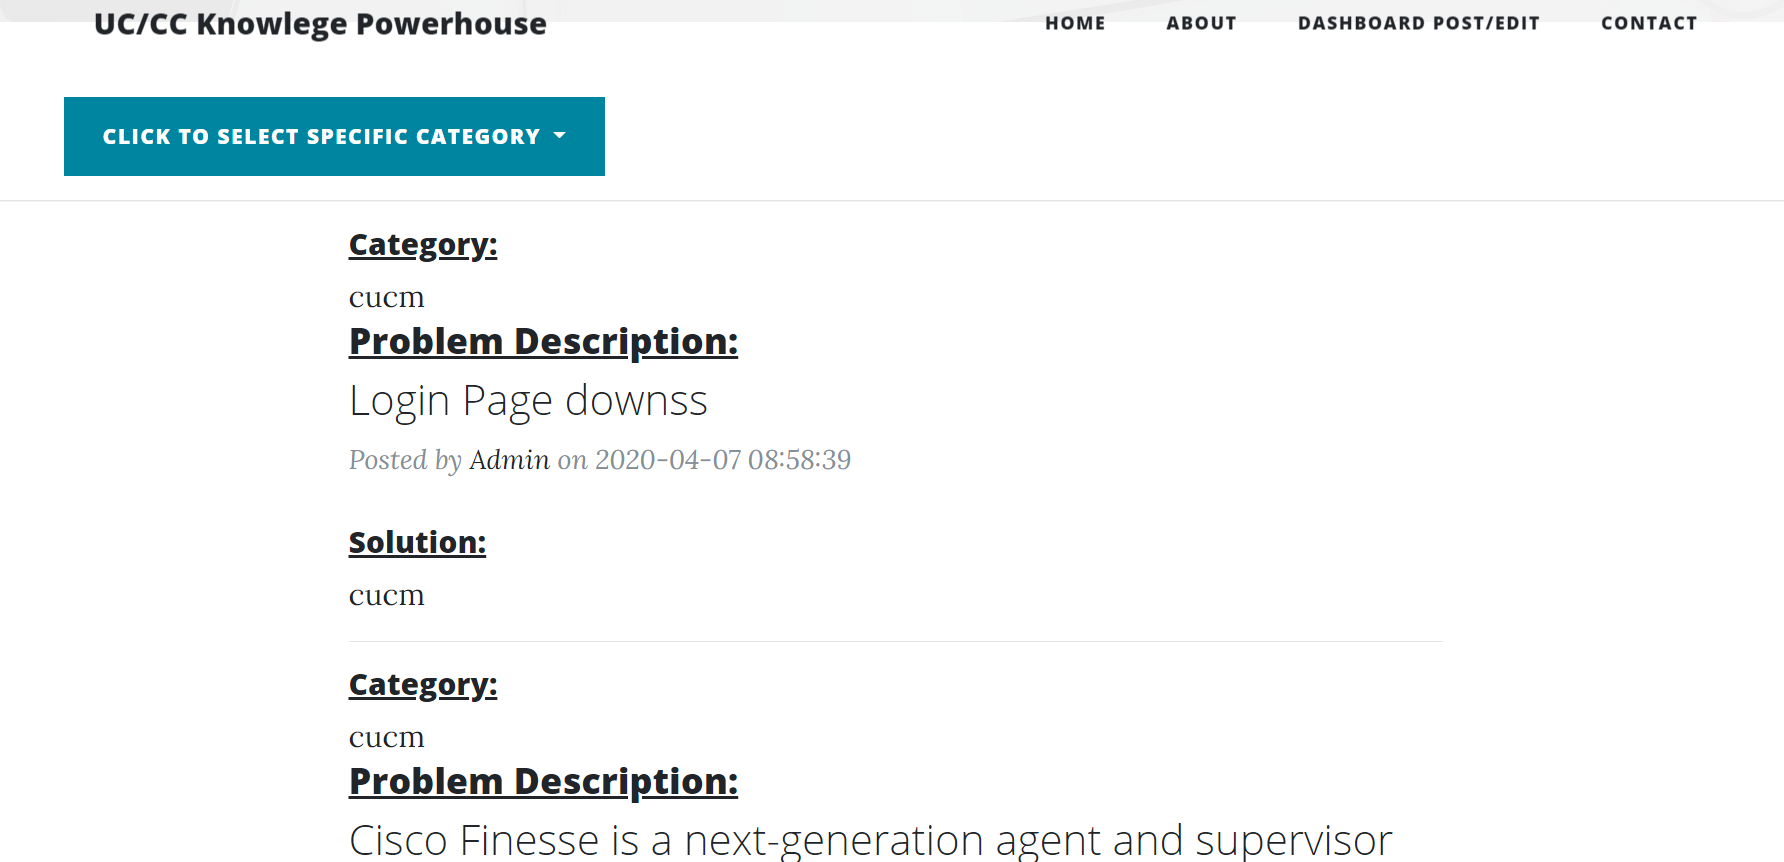 UC/CC Knowlege Powerhouse HOME ABOUT DASHBOARD POST/EDIT CONTACT
CLICK TO SELECT SPECIFIC CATEGORY
Category:
cucm
Problem Description:
Login Page downss
Posted by Admin on 2020-04-07 08:58:39
Solution:
cucm
Category:
cucm
Problem Description:
Cisco Finesse is a next-generation agent and supervisor